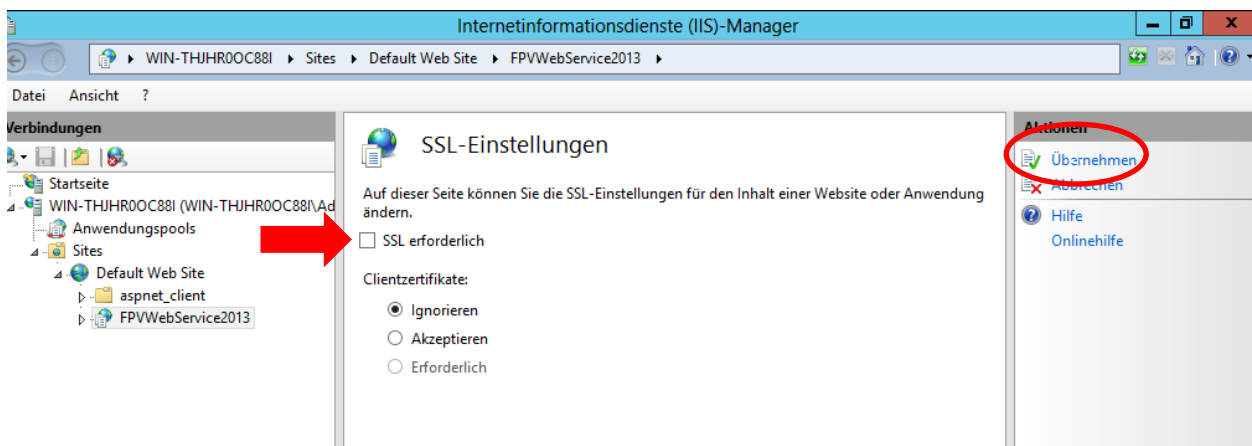 Internetinformationsdienste (IIS)-Manager
WIN-THJHR0OC88I Sites Default Web Site FPVWebService2013
Datei Ansicht ?
Verbindungen
Startseite
WIN-THJHR0OC88I (WIN-THJHR0OC88I\Ad
Anwendungspools
Sites
Default Web Site
aspnet_client
FPVWebService2013
SSL-Einstellungen
Auf dieser Seite können Sie die SSL-Einstellungen für den Inhalt einer Website oder Anwendung
ändern.
SSL erforderlich
Clientzertifikate:
Ignorieren
Akzeptieren
Erforderlich
Aktionen
Übernehmen
Abbrechen
Hilfe
Onlinehilfe